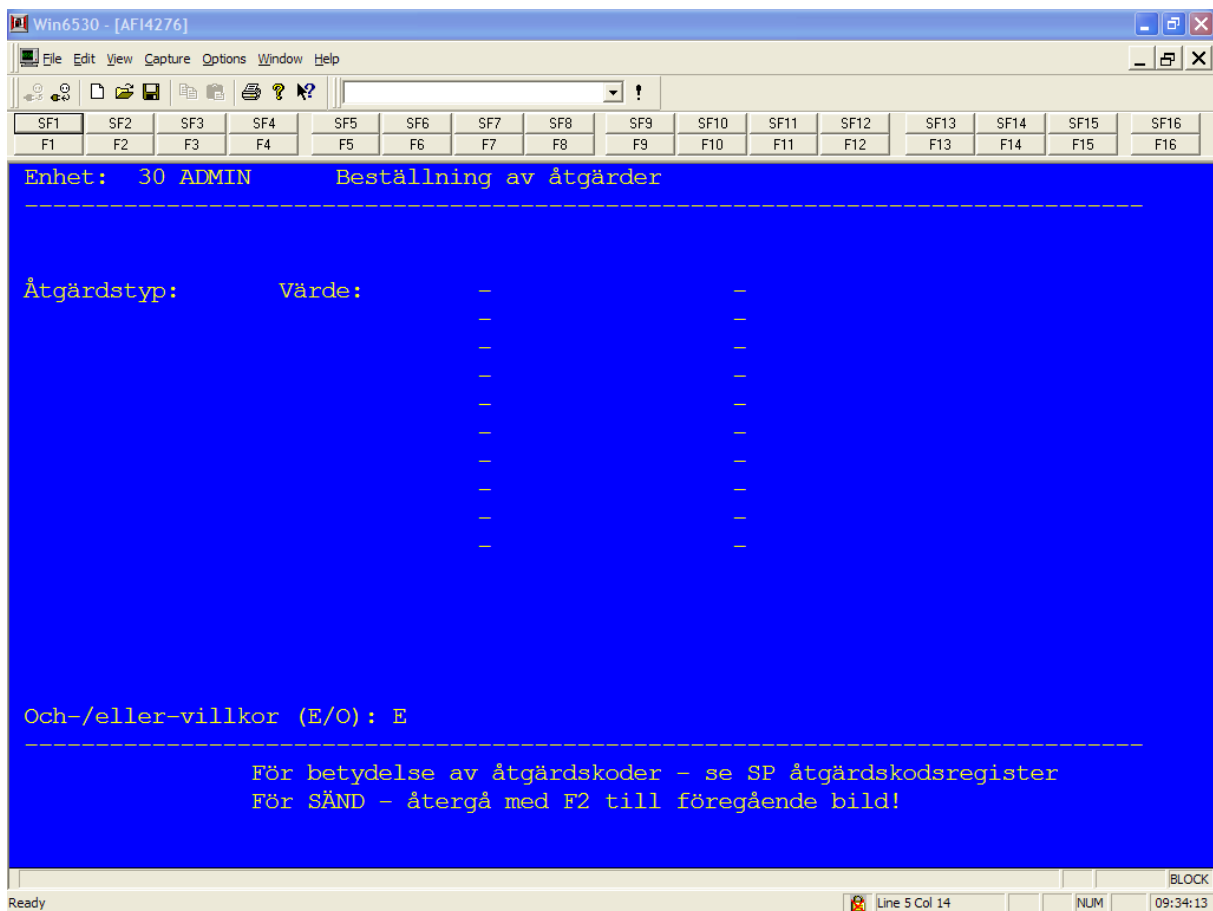 Win6530 - [AFI4276]
File Edit View Capture Options Window Help
SF1 SF2 SF3 SF4 SF5 SF6 SF7 SF8 SF9 SF10 SF11 SF12 SF13 SF14 SF15 SF16
F1 F2 F3 F4 F5 F6 F7 F8 F9 F10 F11 F12 F13 F14 F15 F16
Enhet: 30 ADMIN Beställning av åtgärder
Åtgärdstyp: Värde: - -
- -
- -
- -
- -
- -
- -
- -
- -
- -
Och-/eller-villkor (E/O): E
För betydelse av åtgärdskoder - se SP åtgärdskodsregister
För SÄND - återgå med F2 till föregående bild!
BLOCK
Ready Line 5 Col 14 NUM 09:34:13